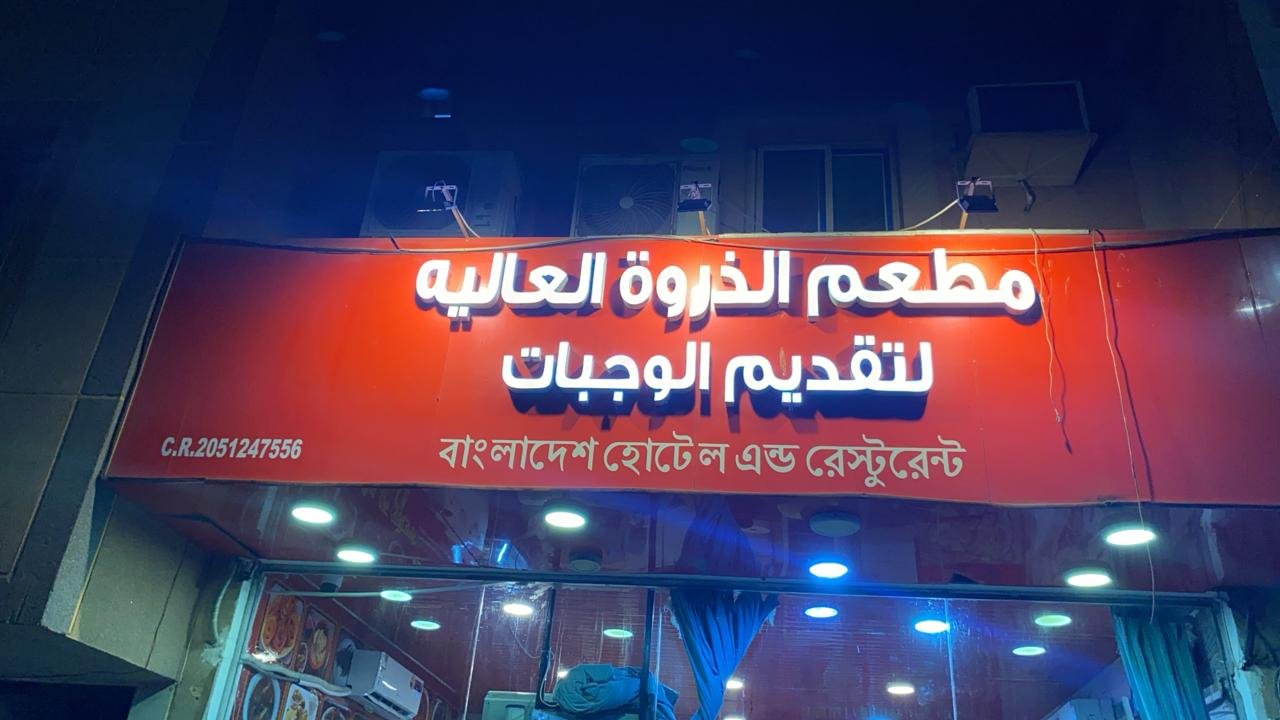 مطعم الذروة العاليه
لتقديم الوجبات
বাংলাদেশ হোটেল এন্ড রেস্টুরেন্ট
C.R.2051247556